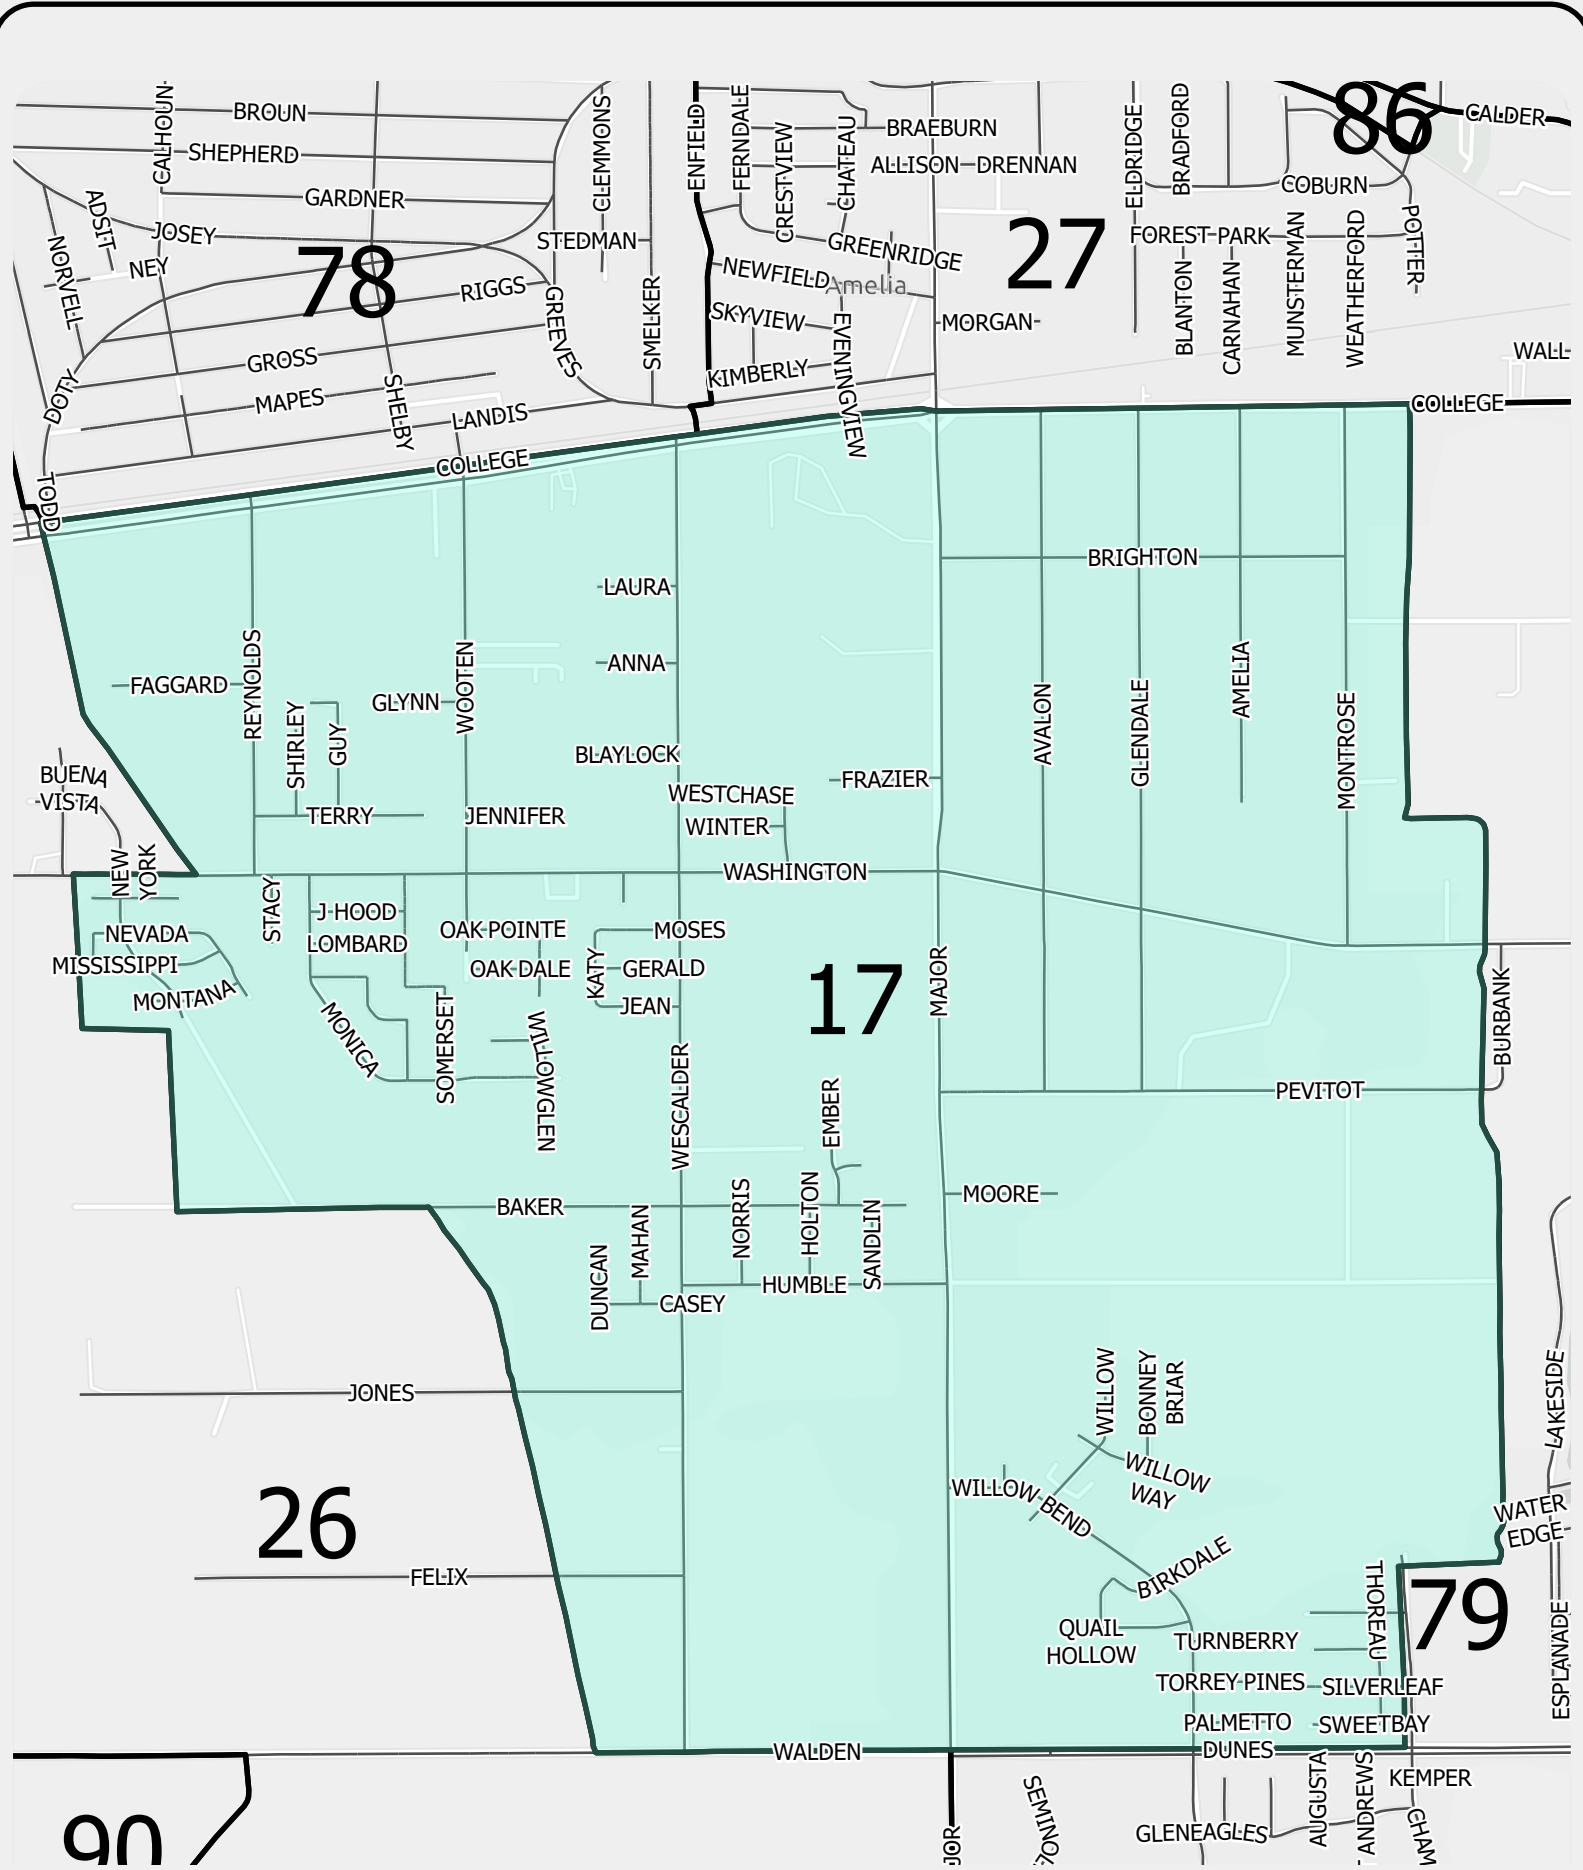 86
CALDER
CALHOUN
BROUN
CLEMMONS
ENFIELD
FERNDALE
CRESTVIEW
CHATEAU
BRAEBURN
ELDRIDGE
BRADFORD
SHEPHERD
ALLISON
DRENNAN
COBURN
GARDNER
ADSIT
JOSEY
NORVELL
NEY
78
STEDMAN
GREENRIDGE
27
FOREST PARK
MUNSTERMAN
WEATHERFORD
POTTER
NEWFIELD
Amelia
RIGGS
GREEVES
SMELKER
SKYVIEW
EVENINGVIEW
MORGAN
BLANTON
CARNAHAN
WALL
GROSS
KIMBERLY
DOTY
MAPES
SHELBY
LANDIS
COLLEGE
COLLEGE
TODD
BRIGHTON
LAURA
ANNA
REYNOLDS
FAGGARD
WOOTEN
GLYNN
SHIRLEY
GUY
AVALON
GLENDALE
AMELIA
MONTROSE
BLAYLOCK
BUENA
VISTA
FRAZIER
WESTCHASE
TERRY
JENNIFER
WINTER
NEW
YORK
WASHINGTON
STACY
J HOOD
LOMBARD
OAK POINTE
MOSES
NEVADA
MISSISSIPPI
MONTANA
OAK DALE
KATY
GERALD
JEAN
17
MAJOR
BURBANK
MONICA
SOMERSET
WILLOWGLEN
WESCALDER
EMBER
PEVITOT
BAKER
NORRIS
HOLTON
SANDLIN
MOORE
DUNCAN
MAHAN
HUMBLE
CASEY
JONES
WILLOW
BONNEY
BRIAR
LAKESIDE
26
WILLOW BEND
WILLOW
WAY
WATER
EDGE
FELIX
BIRKDALE
THOREAU
79
QUAIL
HOLLOW
TURNBERRY
ESPLANADE
TORREY PINES
SILVERLEAF
PALMETTO
DUNES
SWEETBAY
WALDEN
AUGUSTA
ANDREWS
KEMPER
90
JOR
GLENEAGLES
CHAM